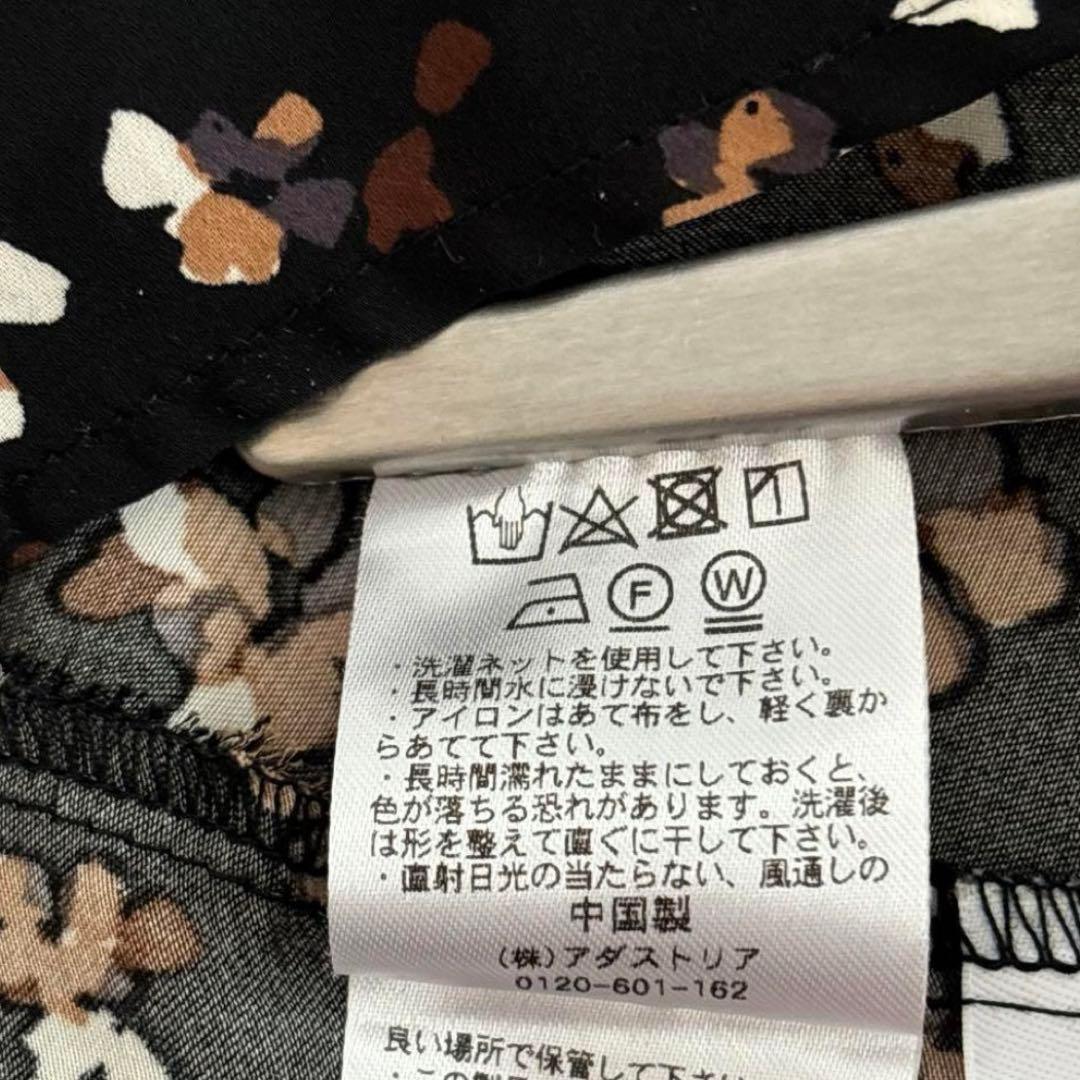 F W
・洗濯ネットを使用して下さい。
・長時間水に浸けないで下さい。
・アイロンはあて布をし、軽く裏か
らあてて下さい。
・長時間濡れたままにしておくと、
色が落ちる恐れがあります。洗濯後
は形を整えて直ぐに干して下さい。
・直射日光の当たらない、風通しの
中国製
(株)アダストリア
0120-601-162
良い場所で保管して下さい